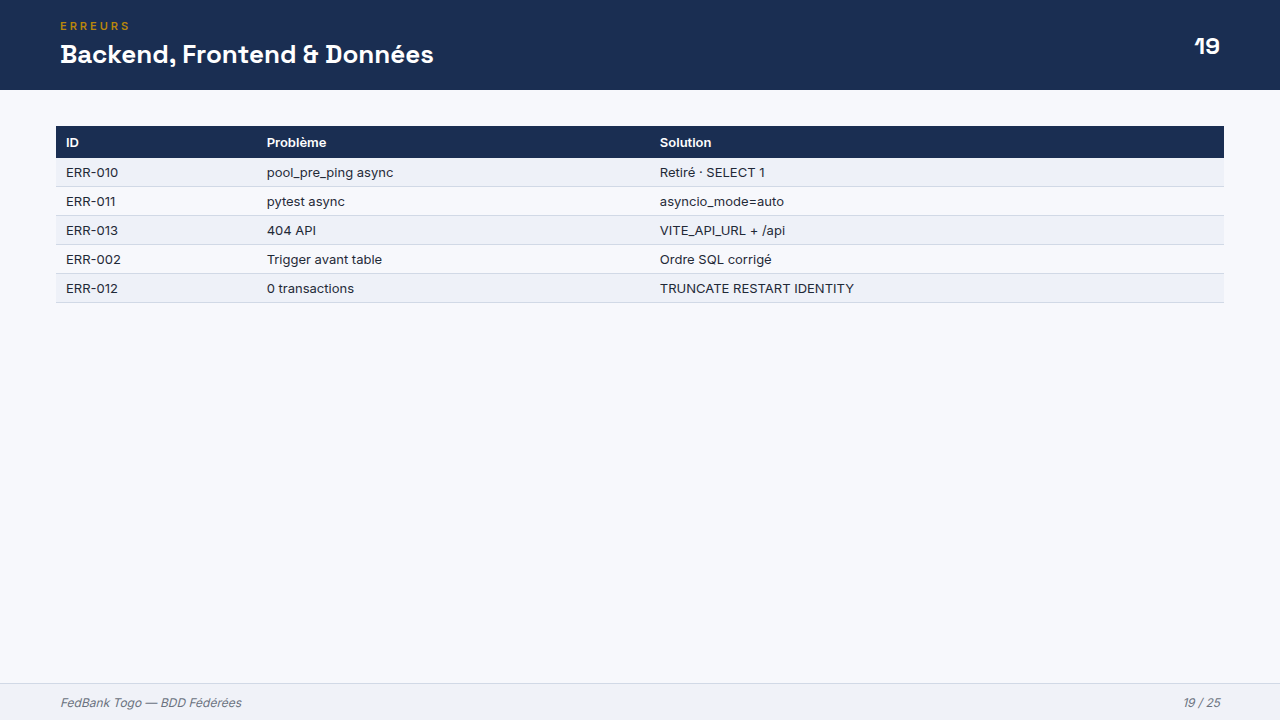 ERREURS
Backend, Frontend & Données
19
ID Problème Solution
ERR-010 pool_pre_ping async Retiré · SELECT 1
ERR-011 pytest async asyncio_mode=auto
ERR-013 404 API VITE_API_URL + /api
ERR-002 Trigger avant table Ordre SQL corrigé
ERR-012 0 transactions TRUNCATE RESTART IDENTITY
FedBank Togo — BDD Fédérées 19 / 25